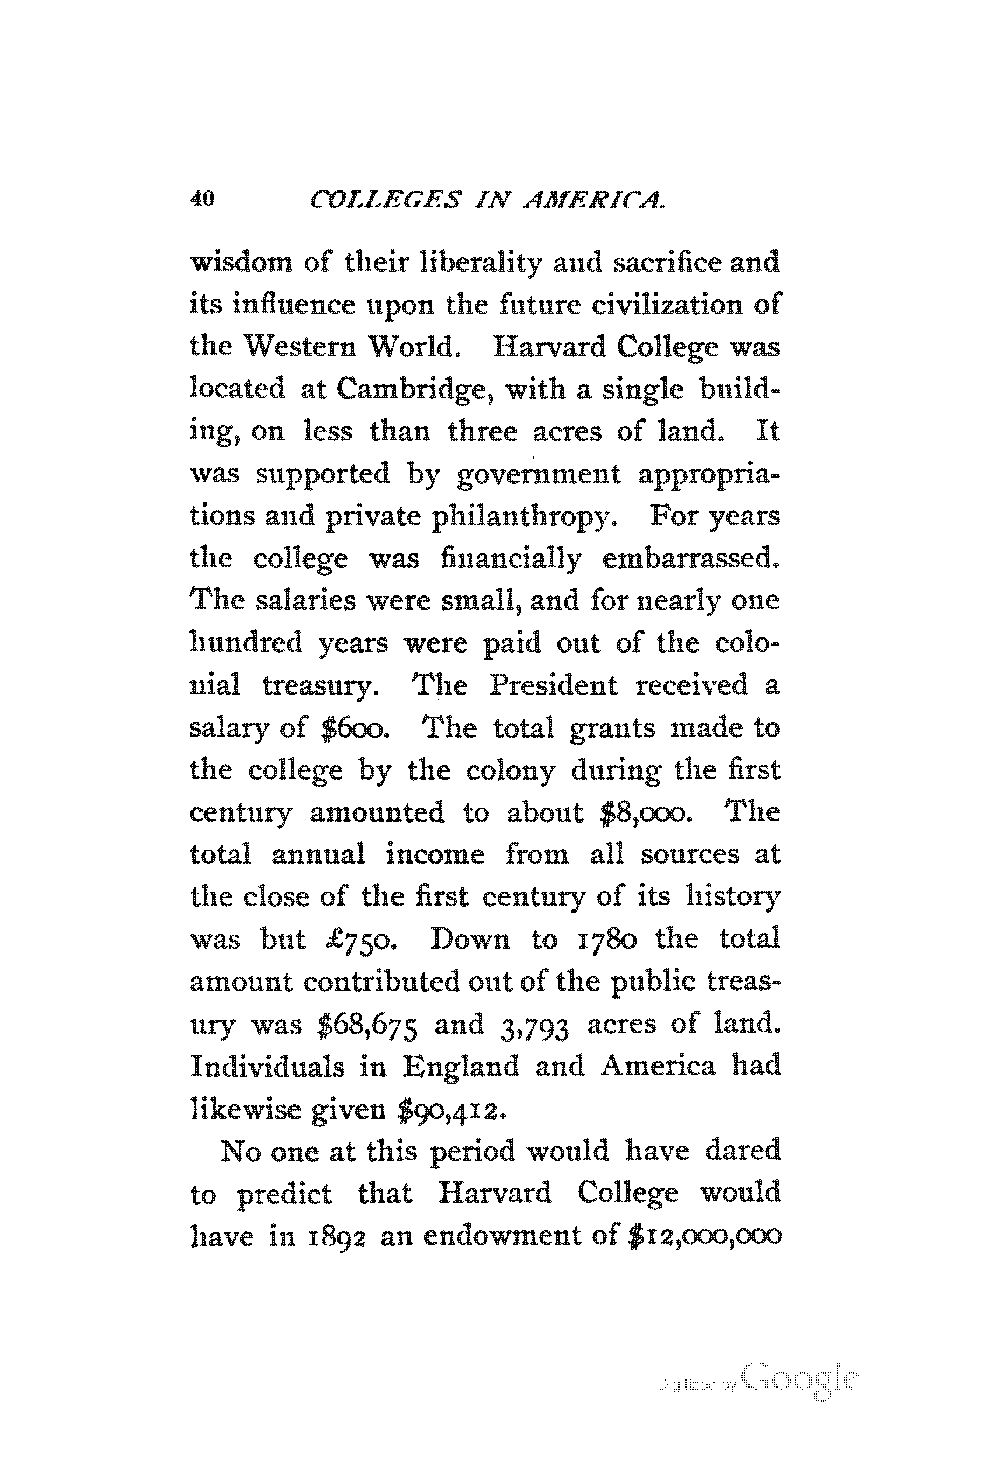 40 COLLEGES IN AMERICA.
wisdom of their liberality and sacrifice and
its influence upon the future civilization of
the Western World. Harvard College was
located at Cambridge, with a single build-
ing, on less than three acres of land. It
was supported by government appropria-
tions and private philanthropy. For years
the college was financially embarrassed.
The salaries were small, and for nearly one
hundred years were paid out of the colo-
nial treasury. The President received a
salary of $600. The total grants made to
the college by the colony during the first
century amounted to about $8,000. The
total annual income from all sources at
the close of the first century of its history
was but £750. Down to 1780 the total
amount contributed out of the public treas-
ury was $68,675 and 3,793 acres of land.
Individuals in England and America had
likewise given $90,412.
No one at this period would have dared
to predict that Harvard College would
have in 1892 an endowment of $12,000,000
Digitized by Google